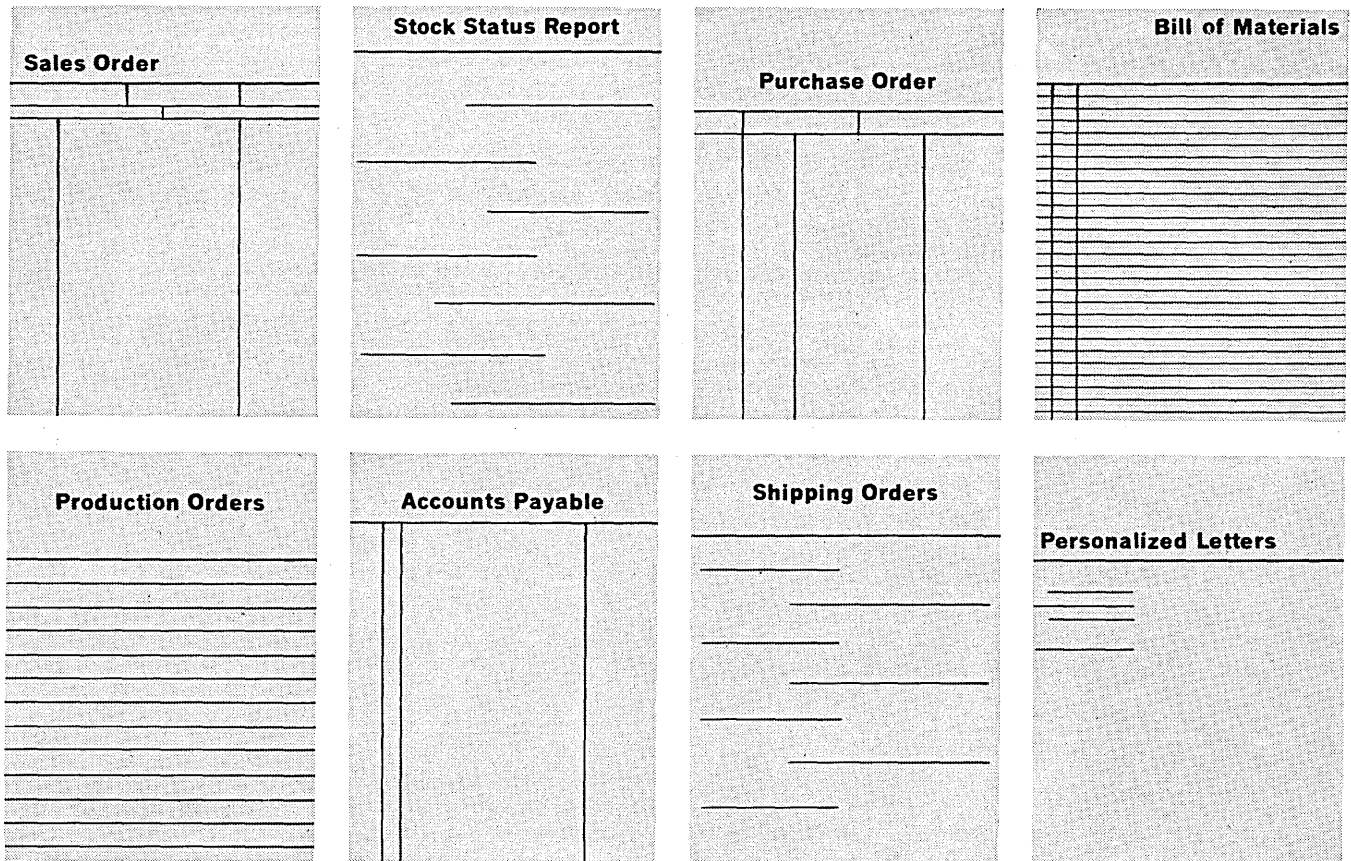 Sales Order
Stock Status Report
Purchase Order
Bill of Materials
Production Orders
Accounts Payable
Shipping Orders
Personalized Letters